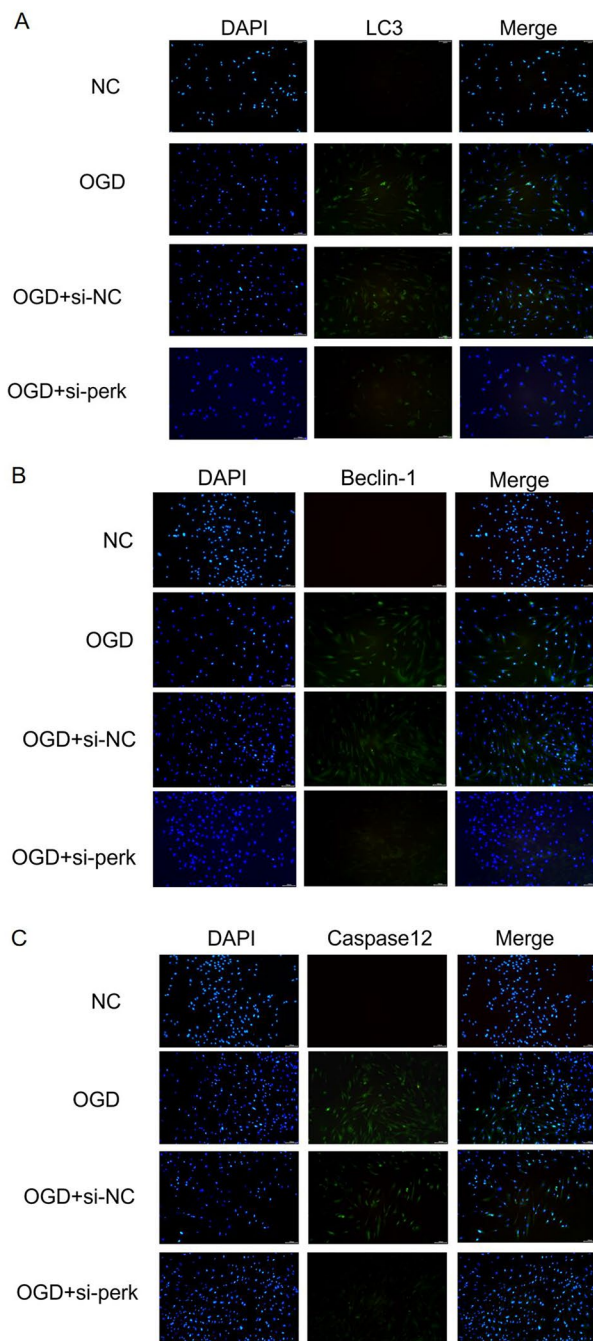 A
DAPI LC3 Merge
NC
OGD
OGD+si-NC
OGD+si-perk
B
DAPI Beclin-1 Merge
NC
OGD
OGD+si-NC
OGD+si-perk
C
DAPI Caspase12 Merge
NC
OGD
OGD+si-NC
OGD+si-perk